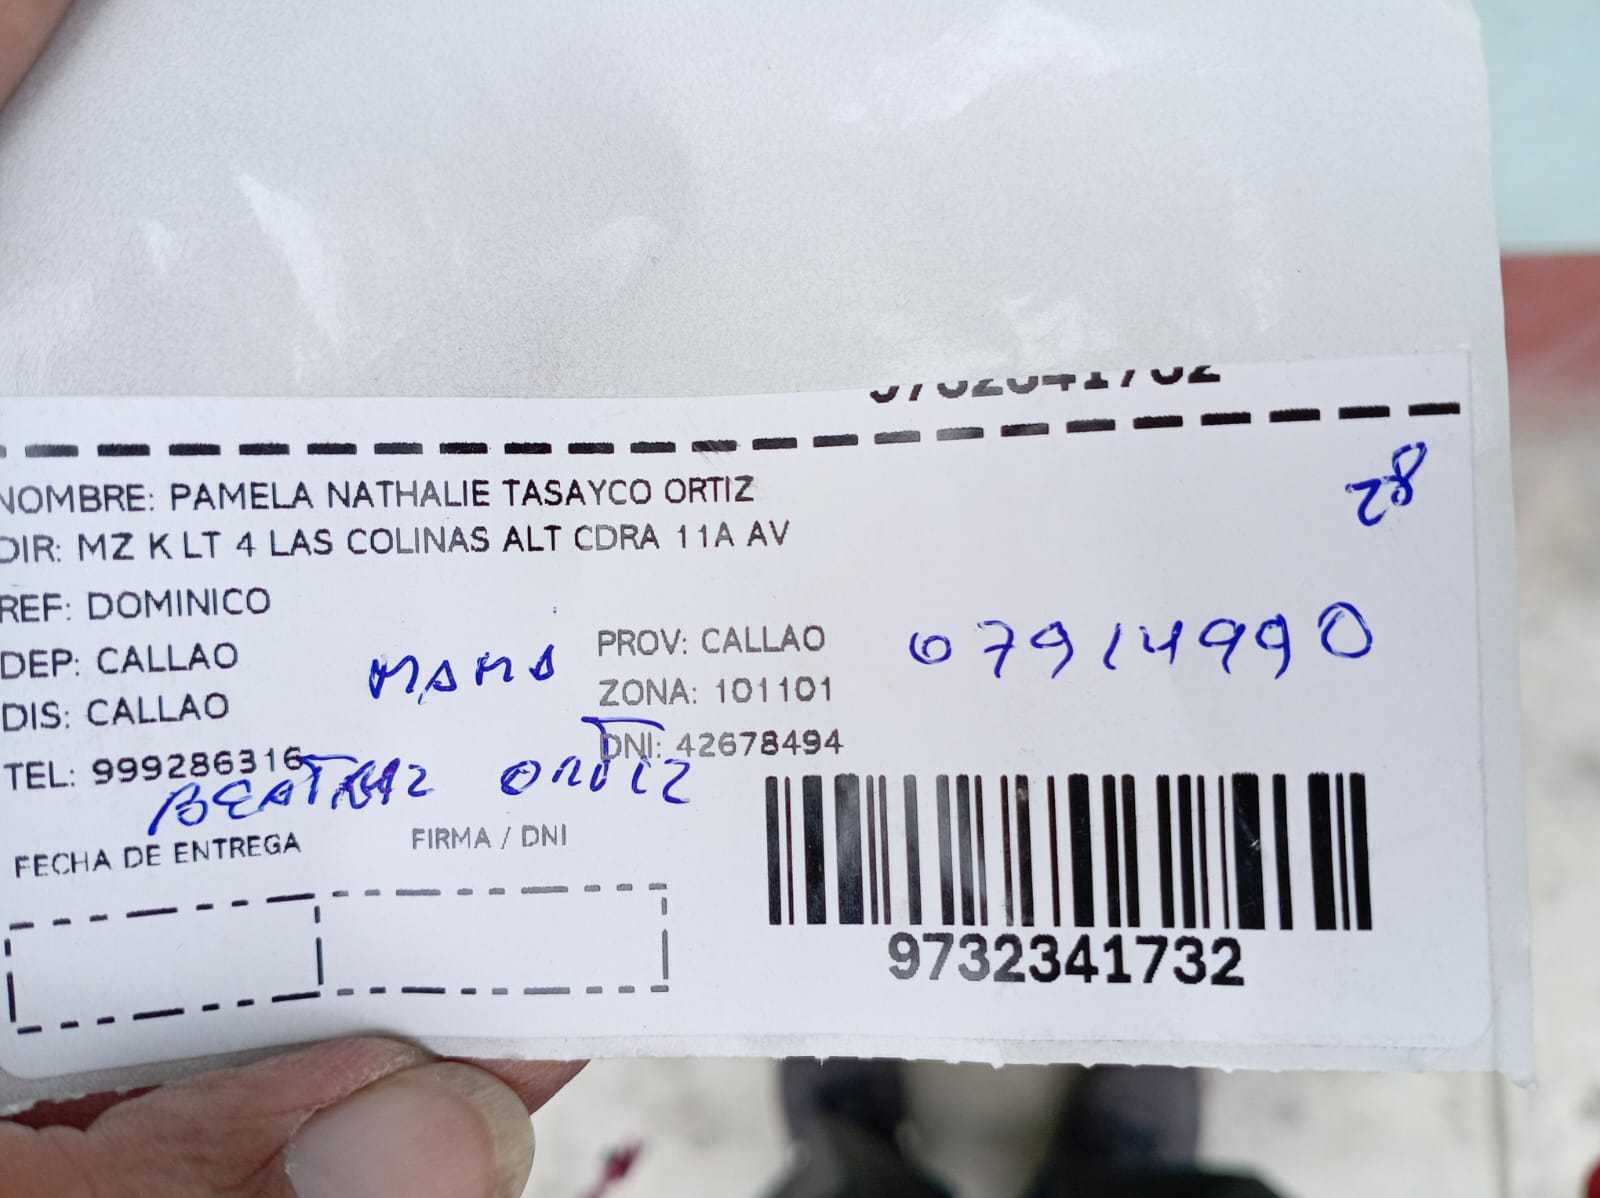 9732341732
NOMBRE: PAMELA NATHALIE TASAYCO ORTIZ
28
DIR: MZ K LT 4 LAS COLINAS ALT CDRA 11A AV
REF: DOMINICO
DEP: CALLAO
MAMA
PROV: CALLAO
07914990
DIS: CALLAO
ZONA: 101101
TEL: 999286316
DNI: 42678494
BEATRIZ ORTIZ
FECHA DE ENTREGA
FIRMA / DNI
9732341732